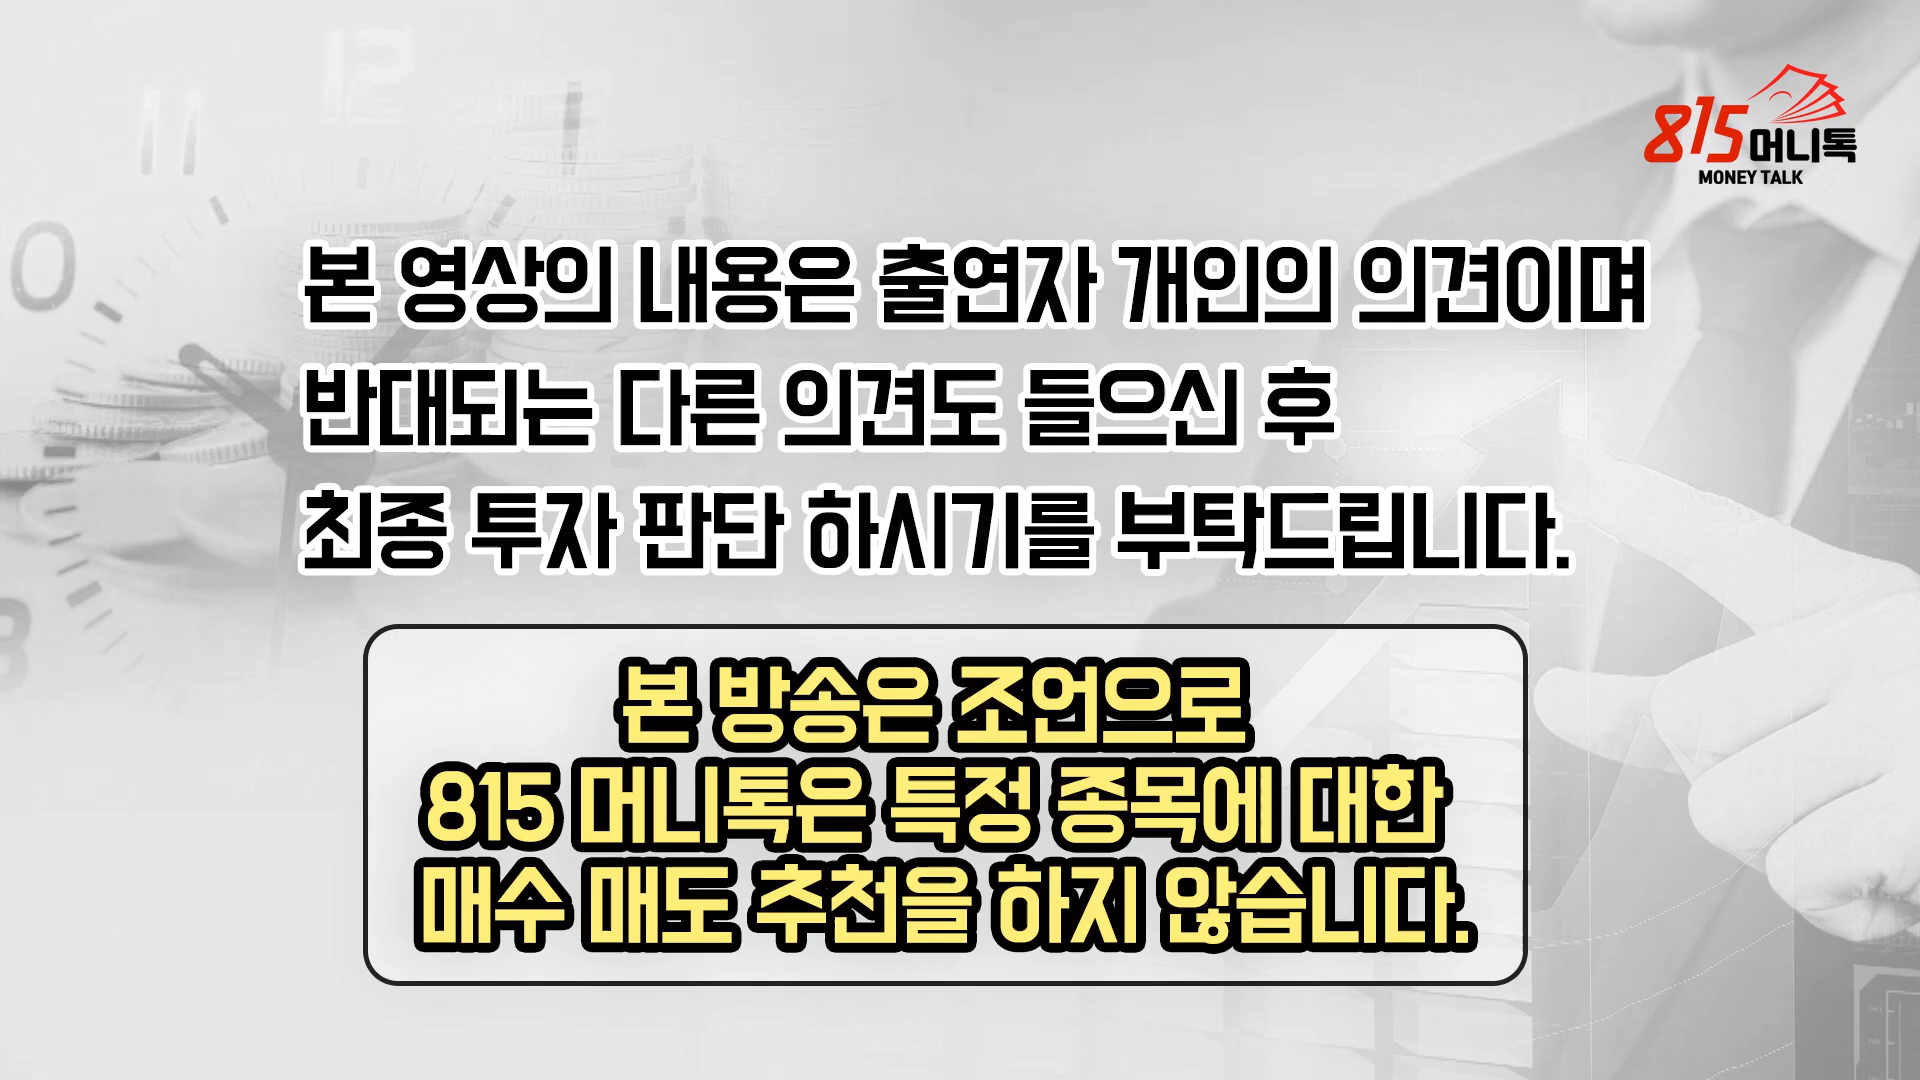 815 머니톡
MONEY TALK
본 영상의 내용은 출연자 개인의 의견이며
반대되는 다른 의견도 들으신 후
최종 투자 판단 하시기를 부탁드립니다.
본 방송은 조언으로
815 머니톡은 특정 종목에 대한
매수 매도 추천을 하지 않습니다.
12
11
10
8